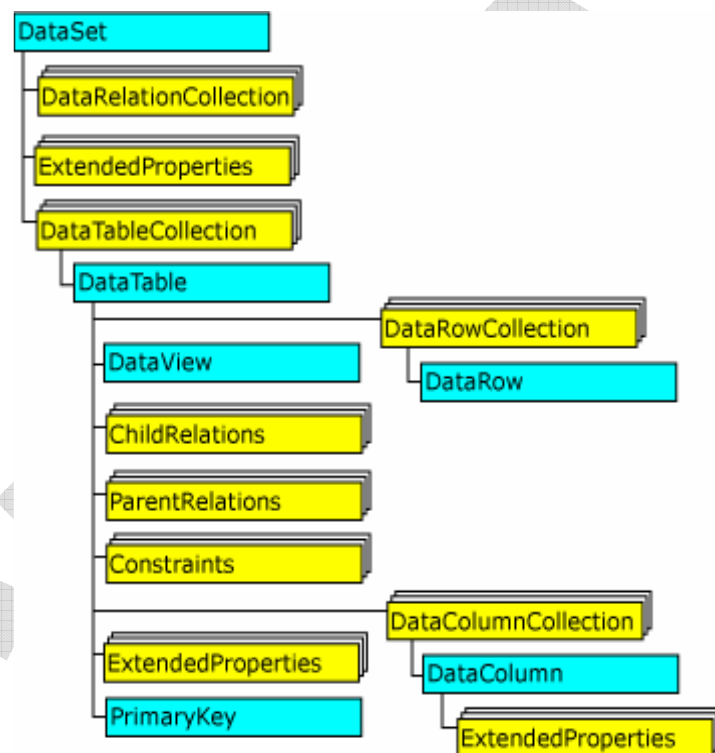 DataSet
DataRelationCollection
ExtendedProperties
DataTableCollection
DataTable
DataRowCollection
DataView
DataRow
ChildRelations
ParentRelations
Constraints
DataColumnCollection
ExtendedProperties
DataColumn
PrimaryKey
ExtendedProperties